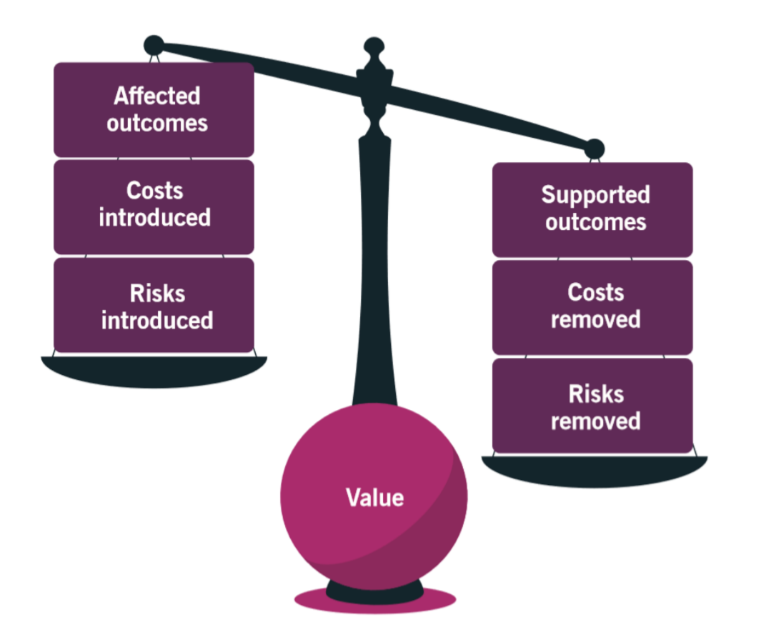 Affected
outcomes
Costs
introduced
Risks
introduced
Supported
outcomes
Costs
removed
Risks
removed
Value